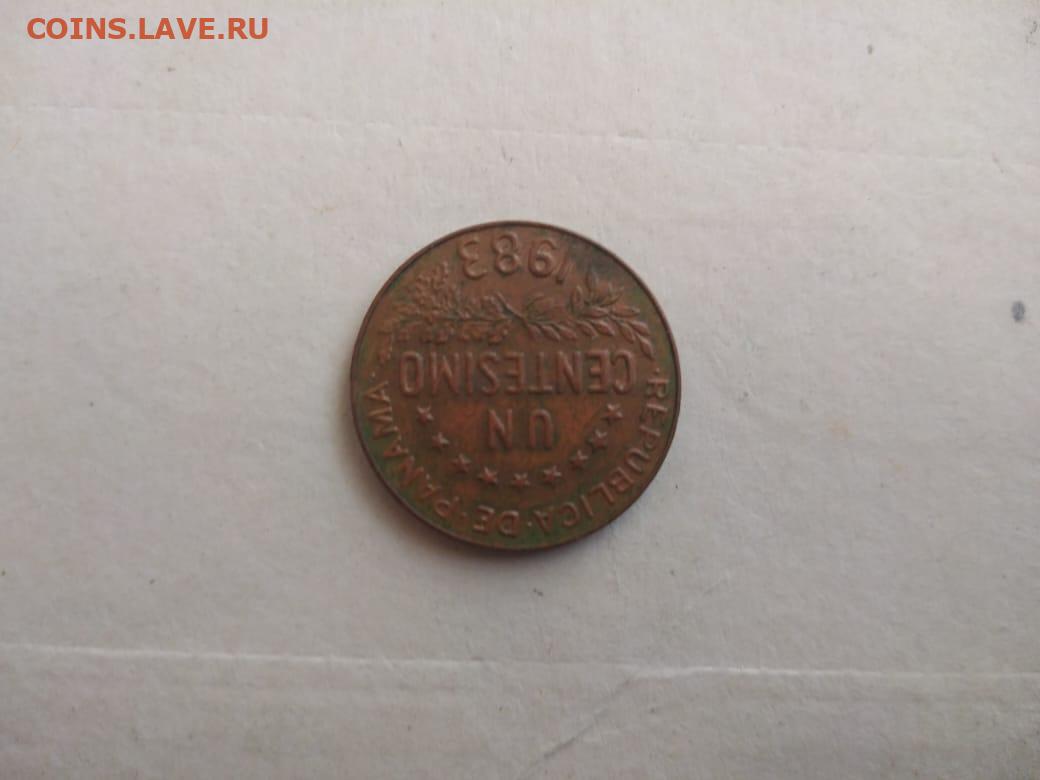 COINS.LAVE.RU
·REPUBLICA·DE·PANAMA·
UN
CENTESIMO
1983